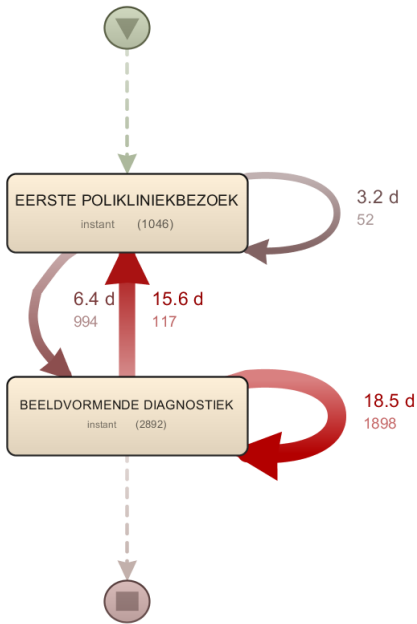 EERSTE POLIKLINIEKBEZOEK
instant (1046)
3.2 d
52
6.4 d
994
15.6 d
117
BEELDVORMENDE DIAGNOSTIEK
instant (2892)
18.5 d
1898